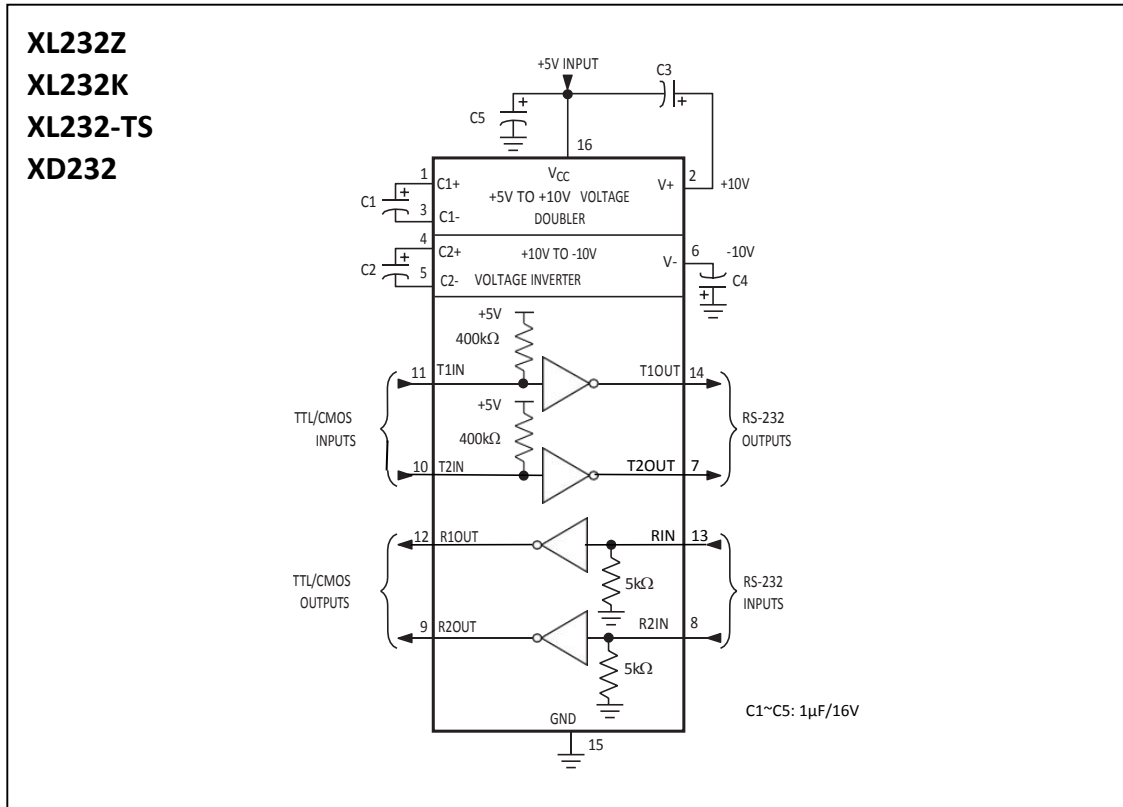 XL232Z
XL232K
XL232-TS
XD232
+5V INPUT
C3
+
C5
+
16
VCC
+5V TO +10V VOLTAGE
DOUBLER
1
C1+
C1
+
3
C1-
V+
2
+10V
4
C2+
C2
+
5
C2-
+10V TO -10V
VOLTAGE INVERTER
V-
6
-10V
C4
+
+5V
400kΩ
11
T1IN
T1OUT
14
+5V
400kΩ
10
T2IN
T2OUT
7
TTL/CMOS
INPUTS
RS-232
OUTPUTS
12
R1OUT
RIN
13
5kΩ
9
R2OUT
R2IN
8
5kΩ
TTL/CMOS
OUTPUTS
RS-232
INPUTS
GND
15
C1~C5: 1µF/16V